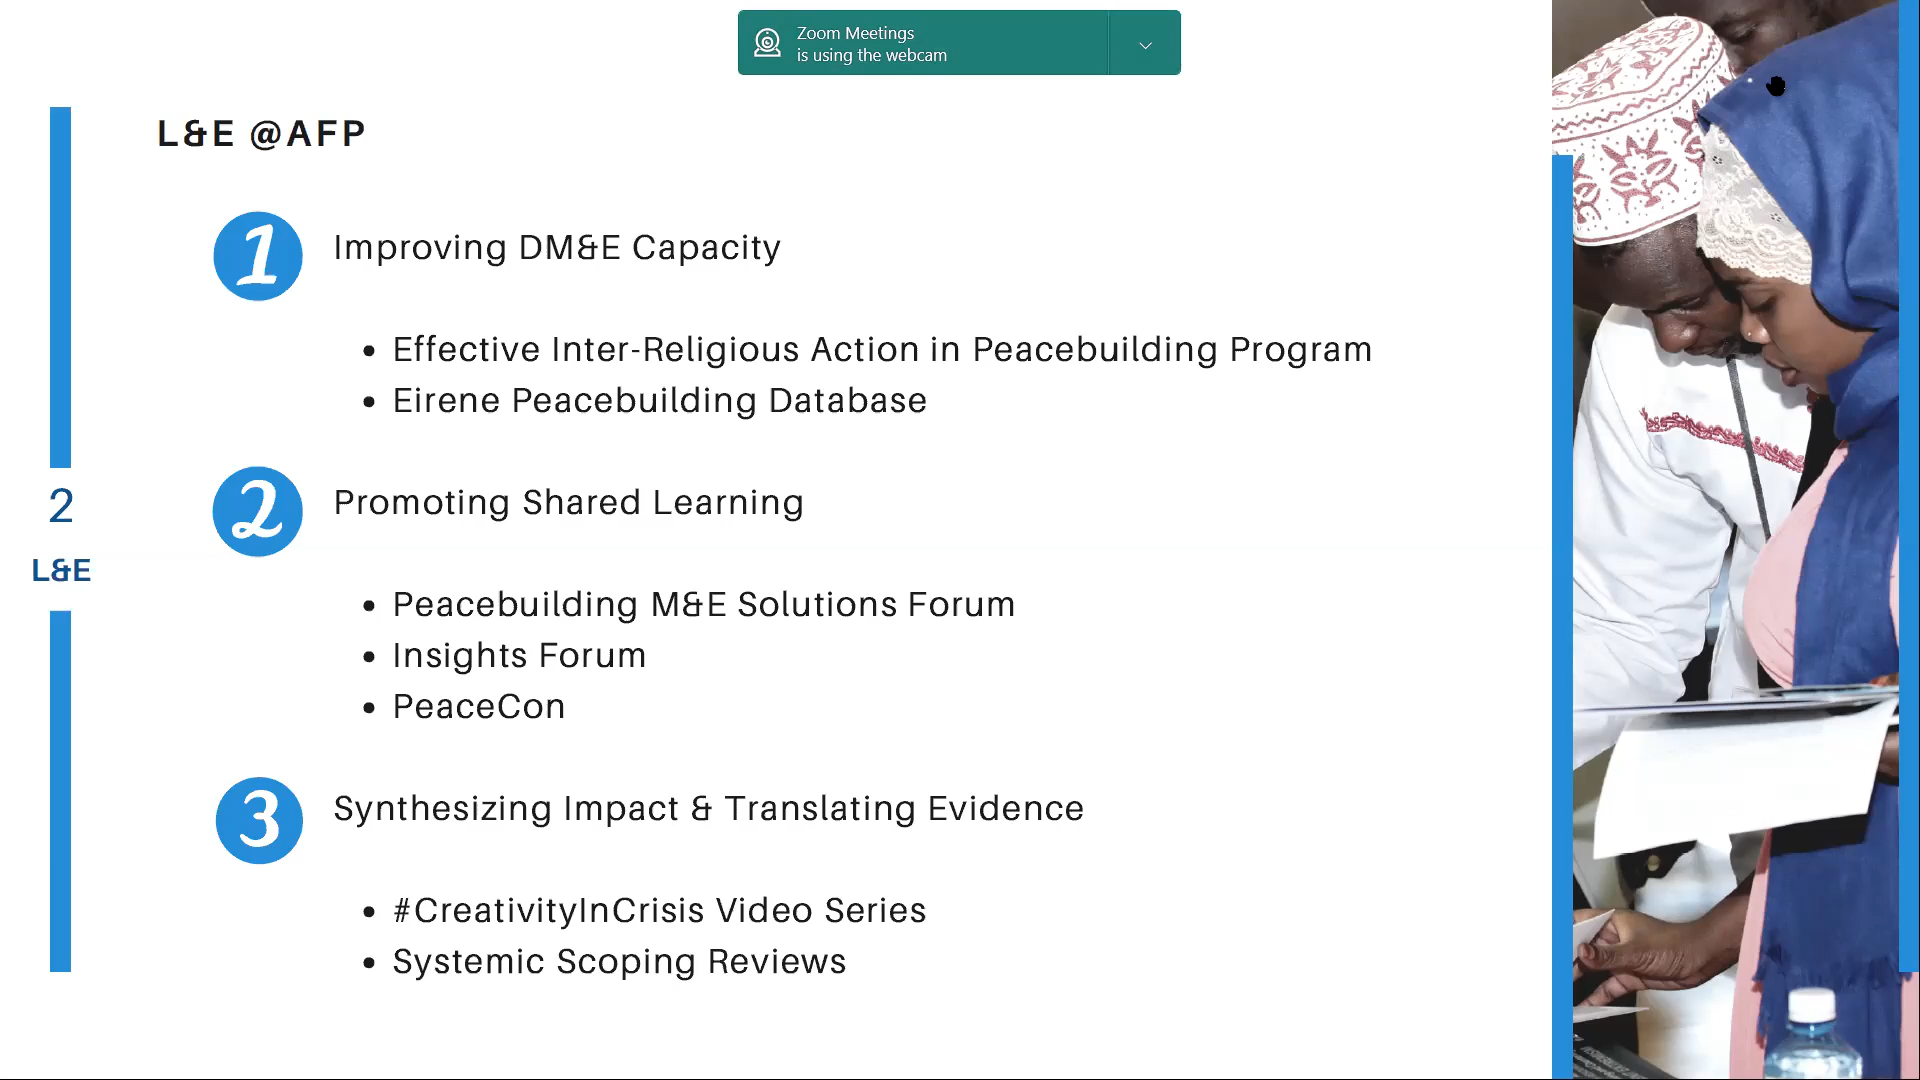 Zoom Meetings
is using the webcam
L&E @AFP
1 Improving DM&E Capacity
• Effective Inter-Religious Action in Peacebuilding Program
• Eirene Peacebuilding Database
2
L&E
2 Promoting Shared Learning
• Peacebuilding M&E Solutions Forum
• Insights Forum
• PeaceCon
3 Synthesizing Impact & Translating Evidence
• #CreativityInCrisis Video Series
• Systemic Scoping Reviews